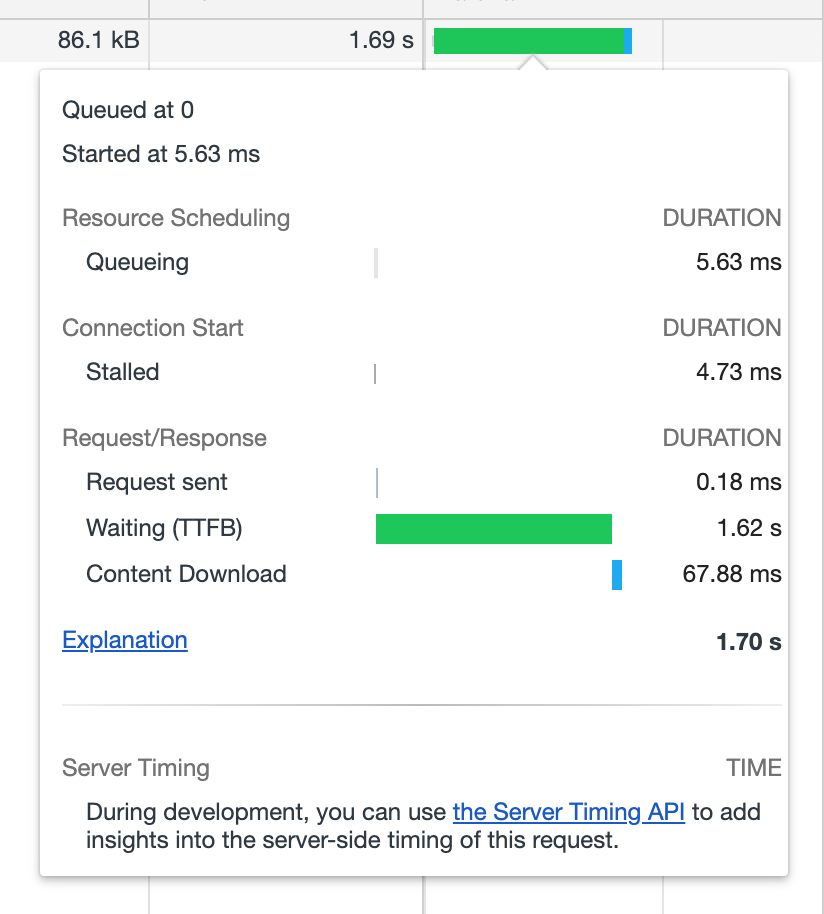 86.1 kB 1.69 s
Queued at 0
Started at 5.63 ms
Resource Scheduling DURATION
Queueing 5.63 ms
Connection Start DURATION
Stalled 4.73 ms
Request/Response DURATION
Request sent 0.18 ms
Waiting (TTFB) 1.62 s
Content Download 67.88 ms
Explanation 1.70 s
Server Timing TIME
During development, you can use the Server Timing API to add
insights into the server-side timing of this request.